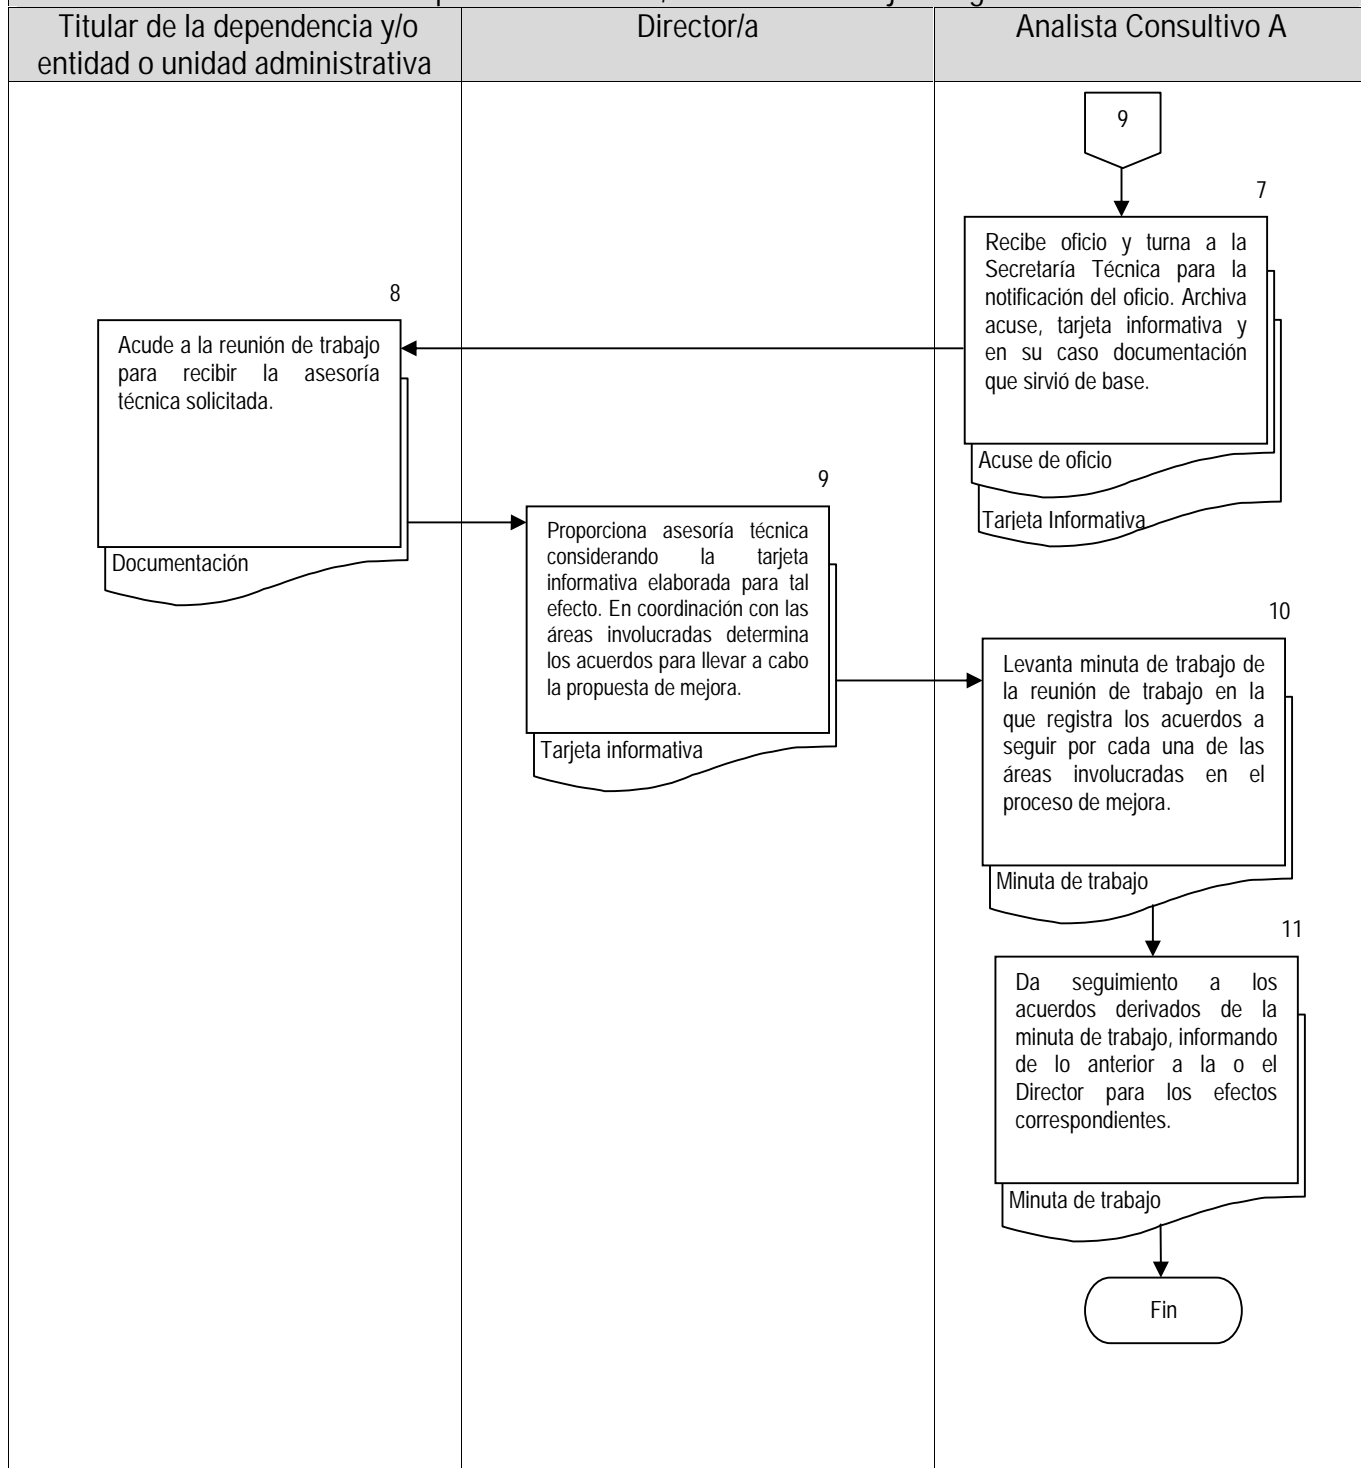 Titular de la dependencia y/o
entidad o unidad administrativa
Director/a
Analista Consultivo A
9
7
Recibe oficio y turna a la
Secretaría Técnica para la
notificación del oficio. Archiva
acuse, tarjeta informativa y
en su caso documentación
que sirvió de base.
Acuse de oficio
Tarjeta Informativa
8
Acude a la reunión de trabajo
para recibir la asesoría
técnica solicitada.
Documentación
9
Proporciona asesoría técnica
considerando la tarjeta
informativa elaborada para tal
efecto. En coordinación con las
áreas involucradas determina
los acuerdos para llevar a cabo
la propuesta de mejora.
Tarjeta informativa
10
Levanta minuta de trabajo de
la reunión de trabajo en la
que registra los acuerdos a
seguir por cada una de las
áreas involucradas en el
proceso de mejora.
Minuta de trabajo
11
Da seguimiento a los
acuerdos derivados de la
minuta de trabajo, informando
de lo anterior a la o el
Director para los efectos
correspondientes.
Minuta de trabajo
Fin